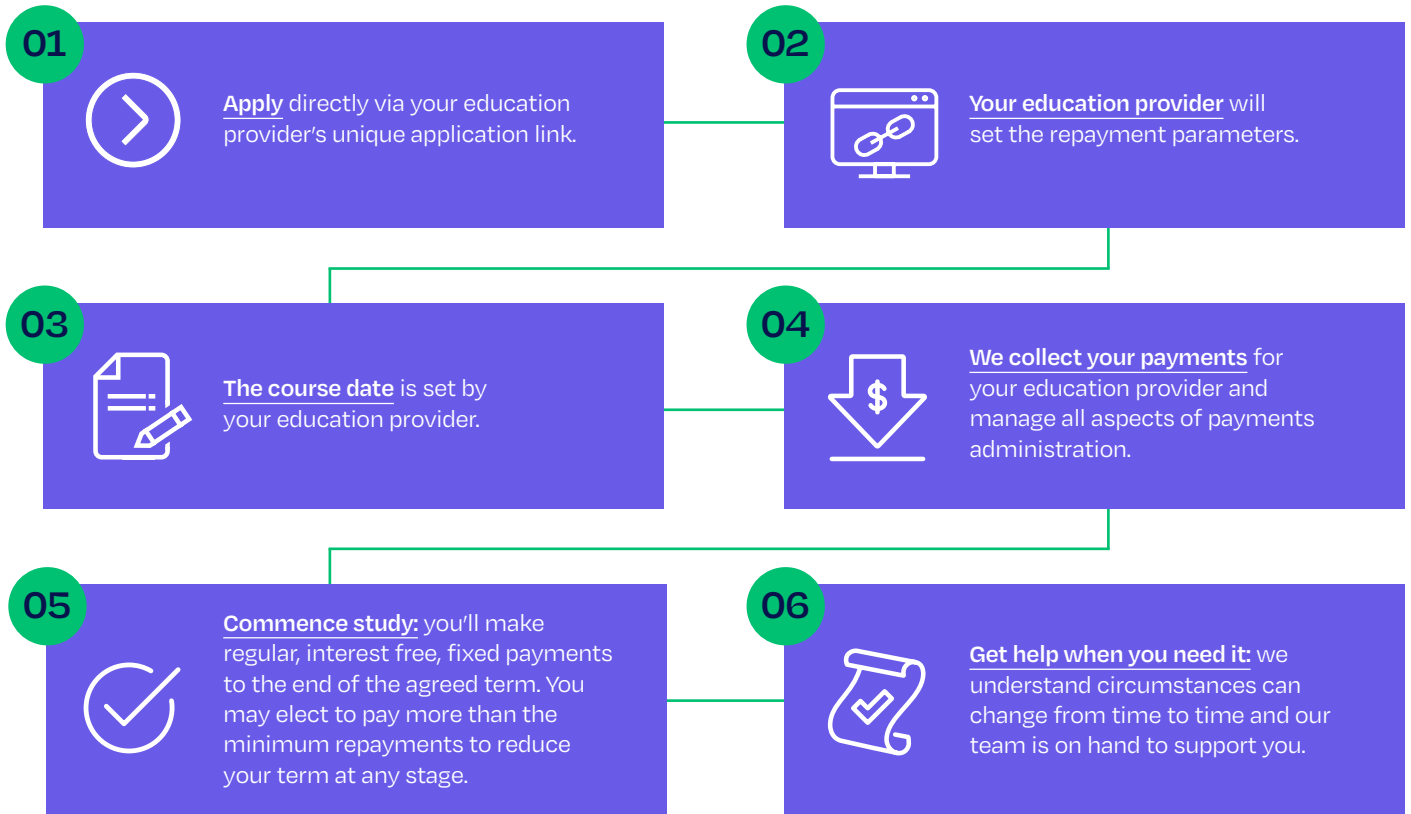 01
Apply directly via your education
provider's unique application link.
02
Your education provider will
set the repayment parameters.
03
The course date is set by
your education provider.
04
We collect your payments for
your education provider and
manage all aspects of payments
administration.
$
05
Commence study: you'll make
regular, interest free, fixed payments
to the end of the agreed term. You
may elect to pay more than the
minimum repayments to reduce
your term at any stage.
06
Get help when you need it: we
understand circumstances can
change from time to time and our
team is on hand to support you.